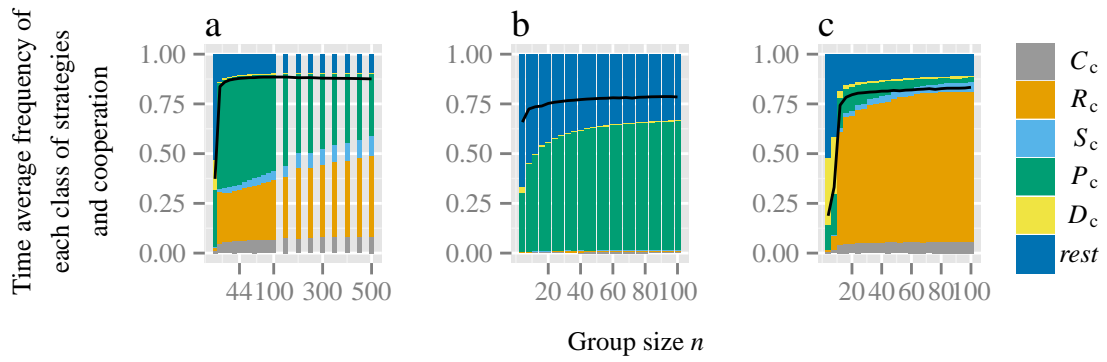 Time average frequency of
each class of strategies
and cooperation
a
1.00
0.75
0.50
0.25
0.00
44 100 300 500
b
1.00
0.75
0.50
0.25
0.00
20 40 60 80 100
c
1.00
0.75
0.50
0.25
0.00
20 40 60 80 100
Group size n
Cc
Rc
Sc
Pc
Dc
rest